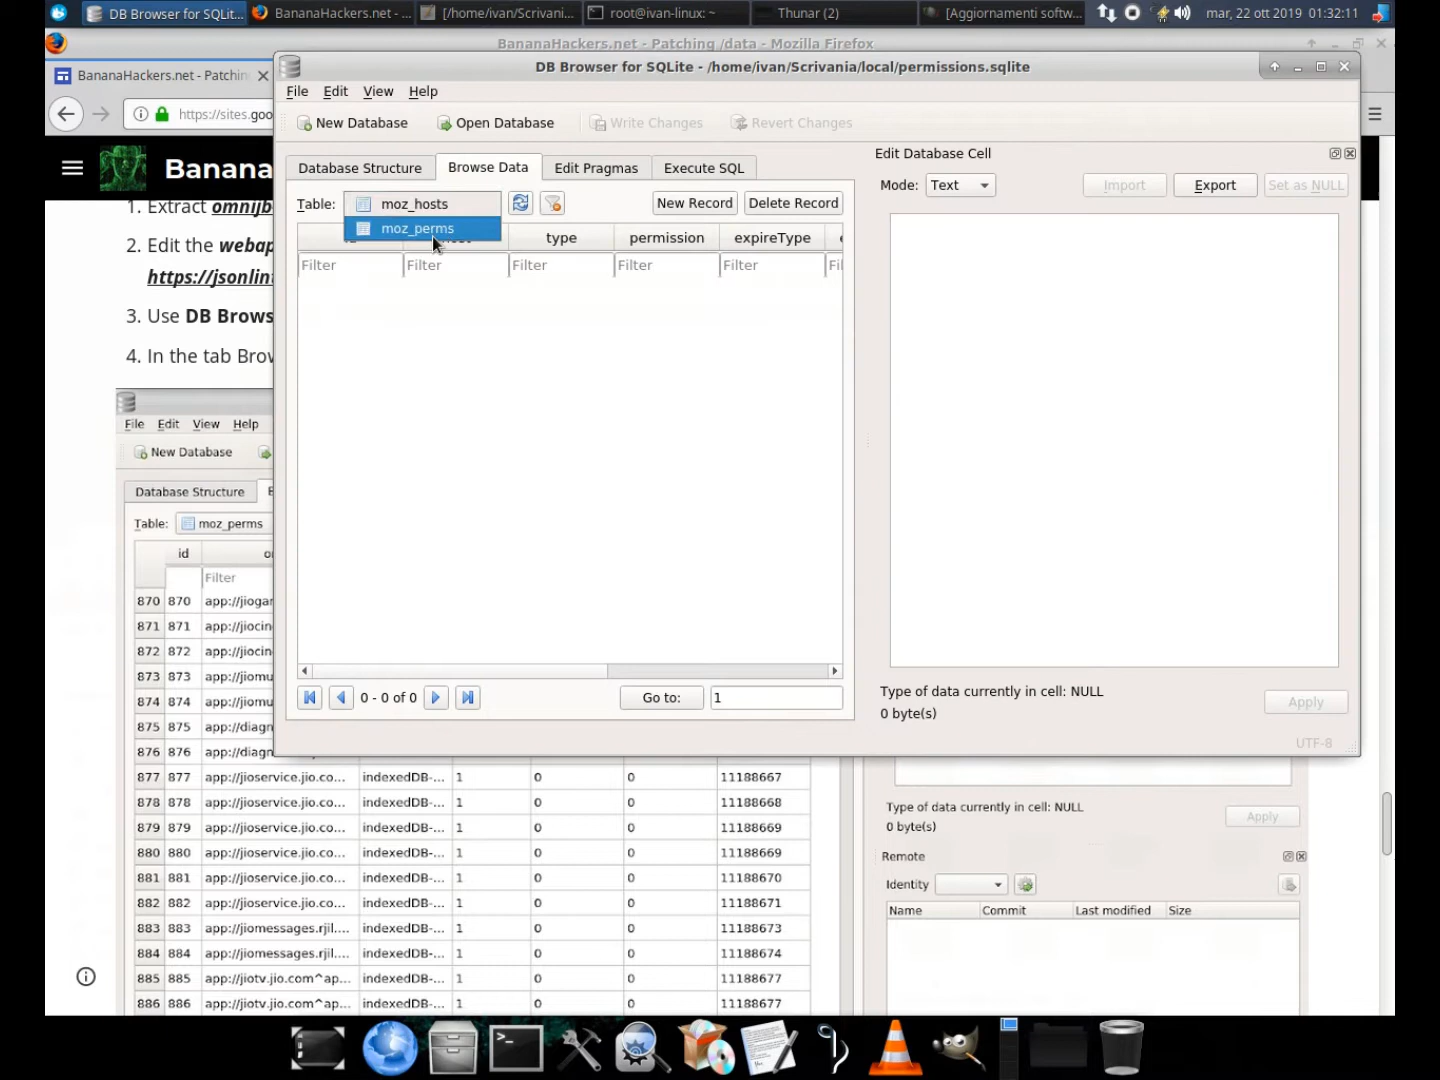 DB Browser for SQLit...
BananaHackers.net - ...
[/home/ivan/Scrivani...
root@ivan-linux: ~
Thunar (2)
[Aggiornamenti softw...
mar, 22 ott 2019
01:32:11
BananaHackers.net - Patching /data - Mozilla Firefox
BananaHackers.net - Patchin
https://sites.goo
Banana
1. Extract omnijb
2. Edit the webap
https://jsonlint
3. Use DB Brows
4. In the tab Brow
DB Browser for SQLite - /home/ivan/Scrivania/local/permissions.sqlite
File Edit View Help
New Database
Open Database
Write Changes
Revert Changes
Database Structure
Browse Data
Edit Pragmas
Execute SQL
Table:
moz_hosts
moz_perms
New Record
Delete Record
type permission expireType
Filter Filter Filter Filter Filter Fil
0 - 0 of 0
Go to:
1
Edit Database Cell
Mode: Text
Import
Export
Set as NULL
Type of data currently in cell: NULL
0 byte(s)
Apply
UTF-8
File Edit View Help
New Database
Database Structure
Table: moz_perms
id
Filter
870 870 app://jiogar
871 871 app://jiocin
872 872 app://jiocin
873 873 app://jiomu
874 874 app://jiomu
875 875 app://diagn
876 876 app://diagn
877 877 app://jioservice.jio.co... indexedDB-... 1 0 0 11188667
878 878 app://jioservice.jio.co... indexedDB-... 1 0 0 11188668
879 879 app://jioservice.jio.co... indexedDB-... 1 0 0 11188669
880 880 app://jioservice.jio.co... indexedDB-... 1 0 0 11188669
881 881 app://jioservice.jio.co... indexedDB-... 1 0 0 11188670
882 882 app://jioservice.jio.co... indexedDB-... 1 0 0 11188671
883 883 app://jiomessages.rjil.... indexedDB-... 1 0 0 11188673
884 884 app://jiomessages.rjil.... indexedDB-... 1 0 0 11188674
885 885 app://jiotv.jio.com^ap... indexedDB-... 1 0 0 11188677
886 886 app://jiotv.jio.com^ap... indexedDB-... 1 0 0 11188677
Type of data currently in cell: NULL
0 byte(s)
Apply
Remote
Identity
Name Commit Last modified Size